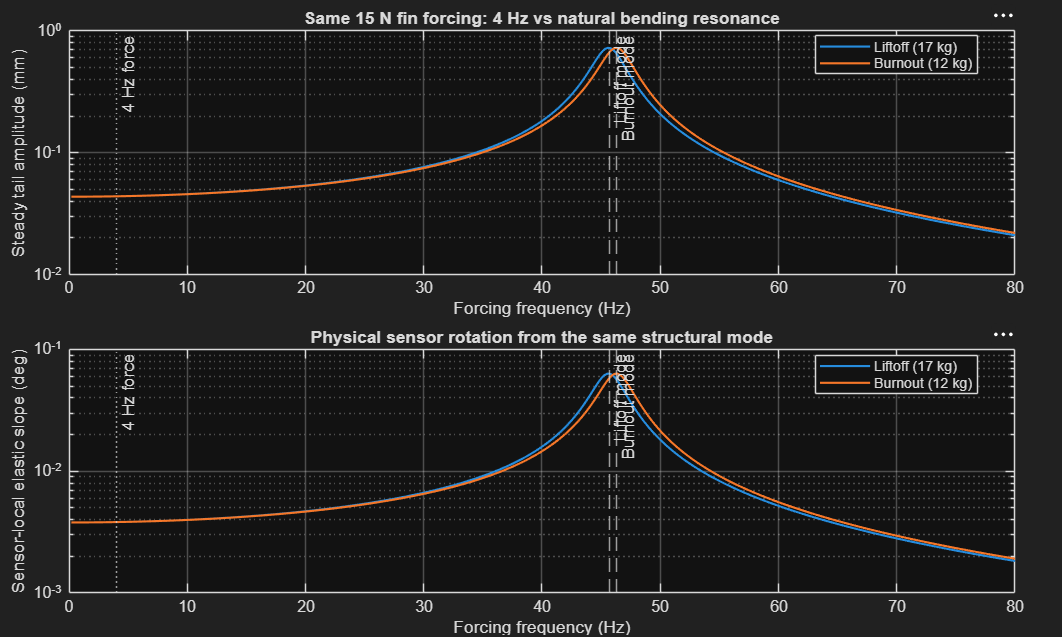 Same 15 N fin forcing: 4 Hz vs natural bending resonance
Steady tail amplitude (mm)
10⁰
10⁻¹
10⁻²
4 Hz force
Liftoff mode
Burnout mode
Liftoff (17 kg)
Burnout (12 kg)
0 10 20 30 40 50 60 70 80
Forcing frequency (Hz)
Physical sensor rotation from the same structural mode
Sensor-local elastic slope (deg)
10⁻¹
10⁻²
10⁻³
4 Hz force
Liftoff mode
Burnout mode
Liftoff (17 kg)
Burnout (12 kg)
0 10 20 30 40 50 60 70 80
Forcing frequency (Hz)